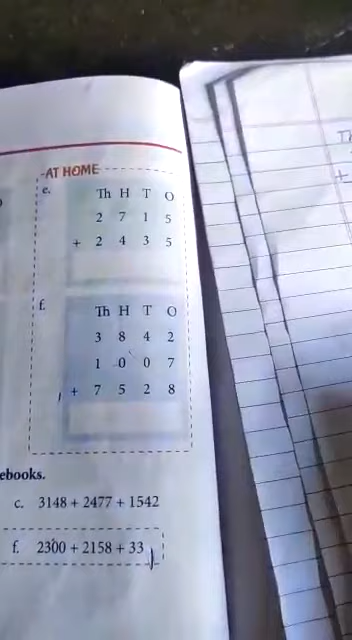 AT HOME
e.
Th H T O
2 7 1 5
+ 2 4 3 5
f.
Th H T O
3 8 4 2
1 0 0 7
+ 7 5 2 8
ebooks.
c. 3148 + 2477 + 1542
f. 2300 + 2158 + 33
+